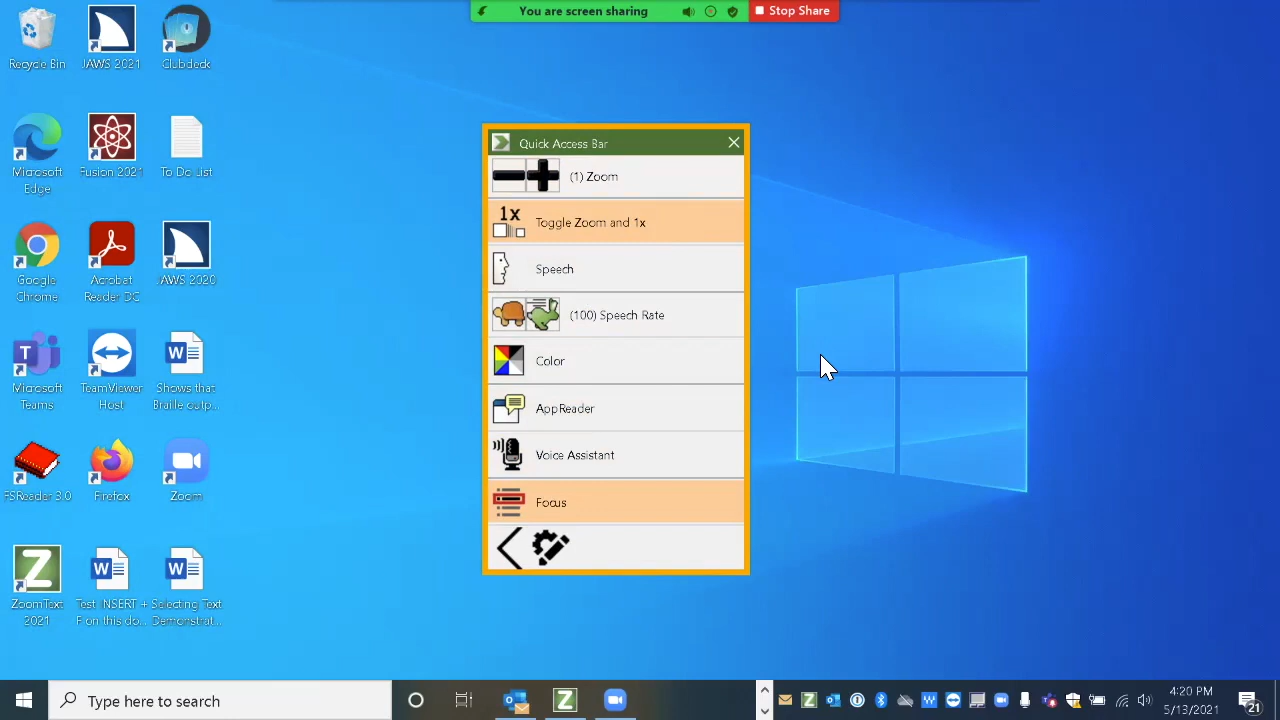 You are screen sharing
Stop Share
Recycle Bin
JAWS 2021
Clubdeck
Microsoft
Edge
Fusion 2021
To Do List
Google
Chrome
Acrobat
Reader DC
JAWS 2020
Microsoft
Teams
TeamViewer
Host
Shows that
Braille outp...
FSReader 3.0
Firefox
Zoom
ZoomText
2021
Test INSERT +
F on this do...
Selecting Text
Demonstrat...
Quick Access Bar
(1) Zoom
1x
Toggle Zoom and 1x
Speech
(100) Speech Rate
Color
AppReader
Voice Assistant
Focus
Type here to search
4:20 PM
5/13/2021
21